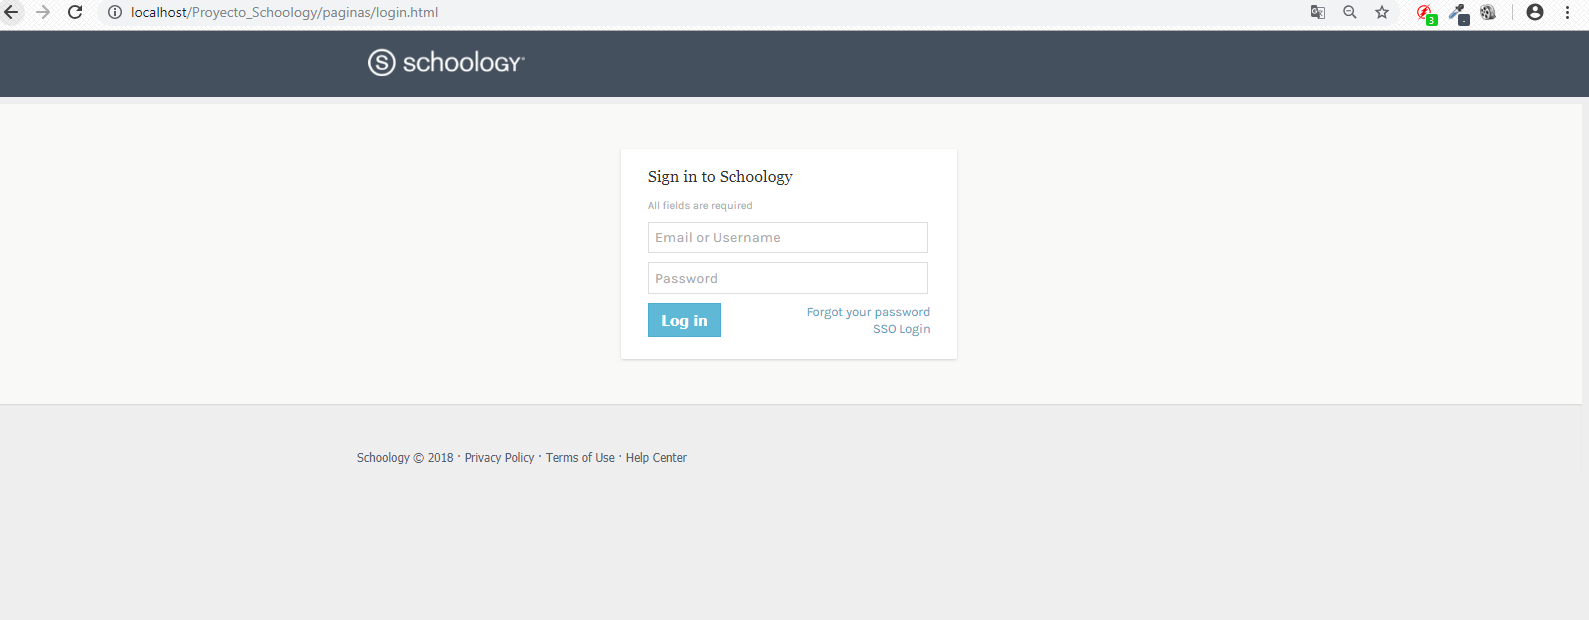 localhost/Proyecto_Schoology/paginas/login.html
3
S schoology
Sign in to Schoology
All fields are required
Email or Username
Password
Log in
Forgot your password
SSO Login
Schoology © 2018 · Privacy Policy · Terms of Use · Help Center